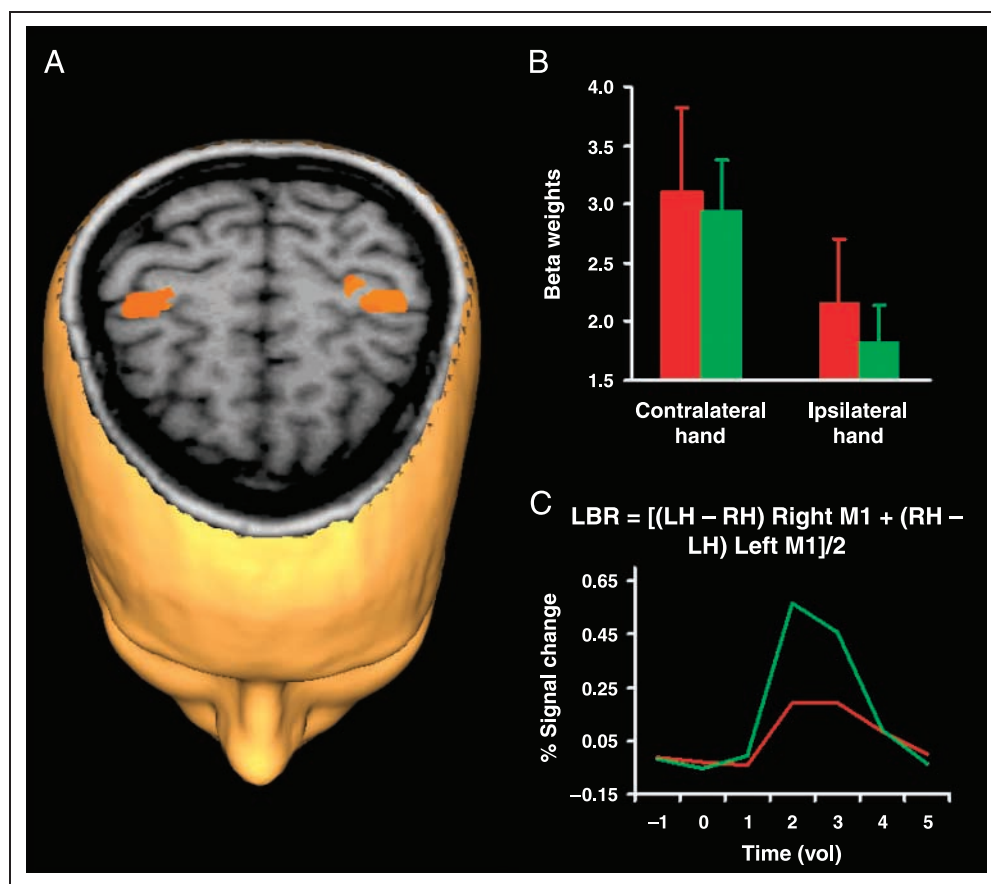 A
B
4.0
3.5
3.0
2.5
2.0
1.5
Beta weights
Contralateral
hand
Ipsilateral
hand
C
LBR = [(LH – RH) Right M1 + (RH –
LH) Left M1]/2
0.65
0.45
0.25
0.05
–0.15
% Signal change
–1 0 1 2 3 4 5
Time (vol)